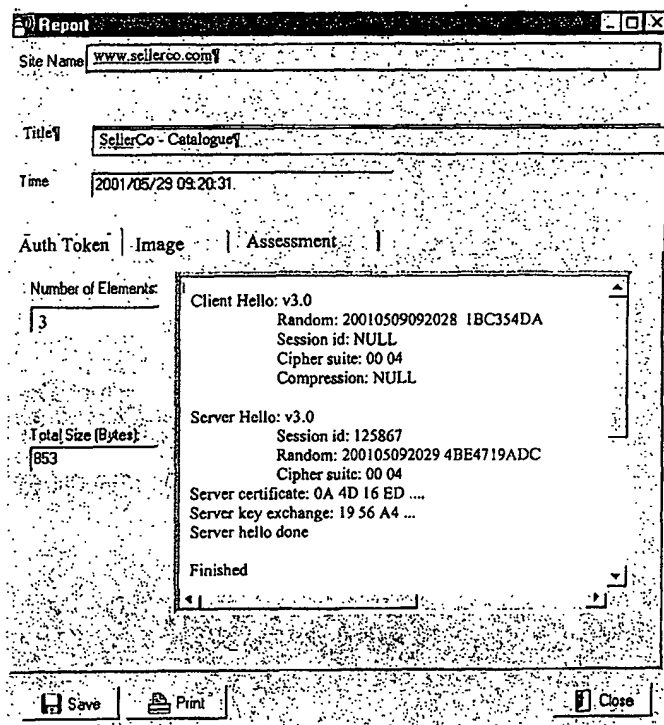 Report
Site Name www.sellerco.com¶
Title¶ SellerCo - Catalogue¶
Time 2001/05/29 09:20:31.
Auth Token Image Assessment
Number of Elements:
3
Total Size (Bytes):
853
Client Hello: v3.0
Random: 20010509092028 1BC354DA
Session id: NULL
Cipher suite: 00 04
Compression: NULL
Server Hello: v3.0
Session id: 125867
Random: 200105092029 4BE4719ADC
Cipher suite: 00 04
Server certificate: 0A 4D 16 ED ....
Server key exchange: 19 56 A4 ...
Server hello done
Finished
Save Print Close